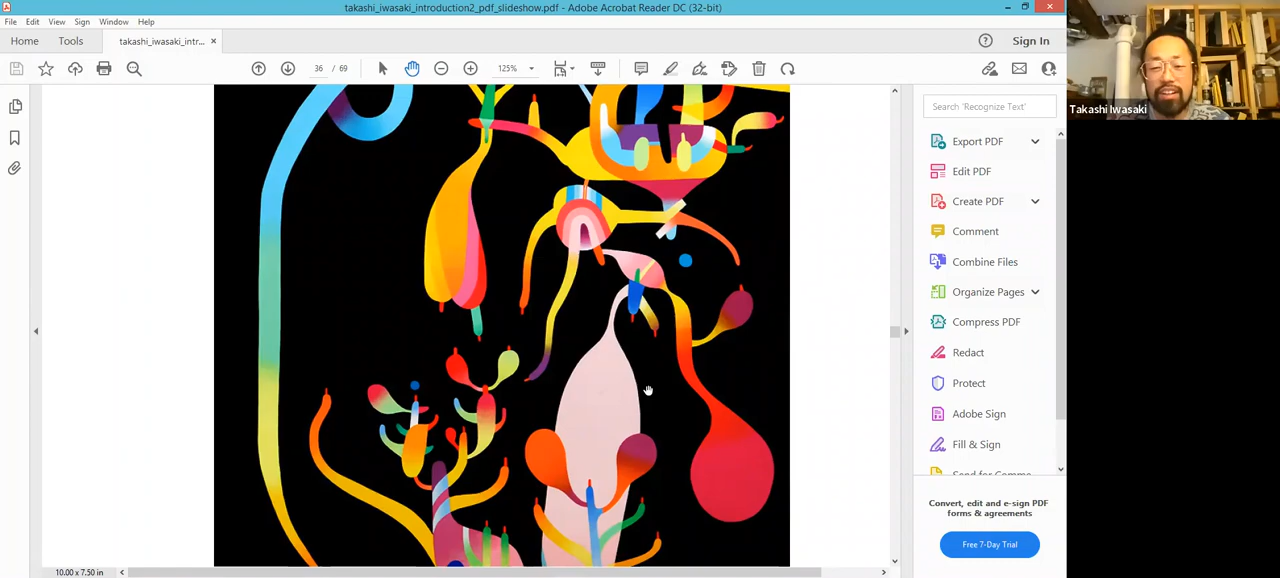 takashi_iwasaki_introduction2_pdf_slideshow.pdf - Adobe Acrobat Reader DC (32-bit)
File Edit View Sign Window Help
Home Tools takashi_iwasaki_intr... × Sign In
36 / 69 125%
Takashi Iwasaki
Search 'Recognize Text'
Export PDF
Edit PDF
Create PDF
Comment
Combine Files
Organize Pages
Compress PDF
Redact
Protect
Adobe Sign
Fill & Sign
Send for Comme
Convert, edit and e-sign PDF
forms & agreements
Free 7-Day Trial
10.00 x 7.50 in